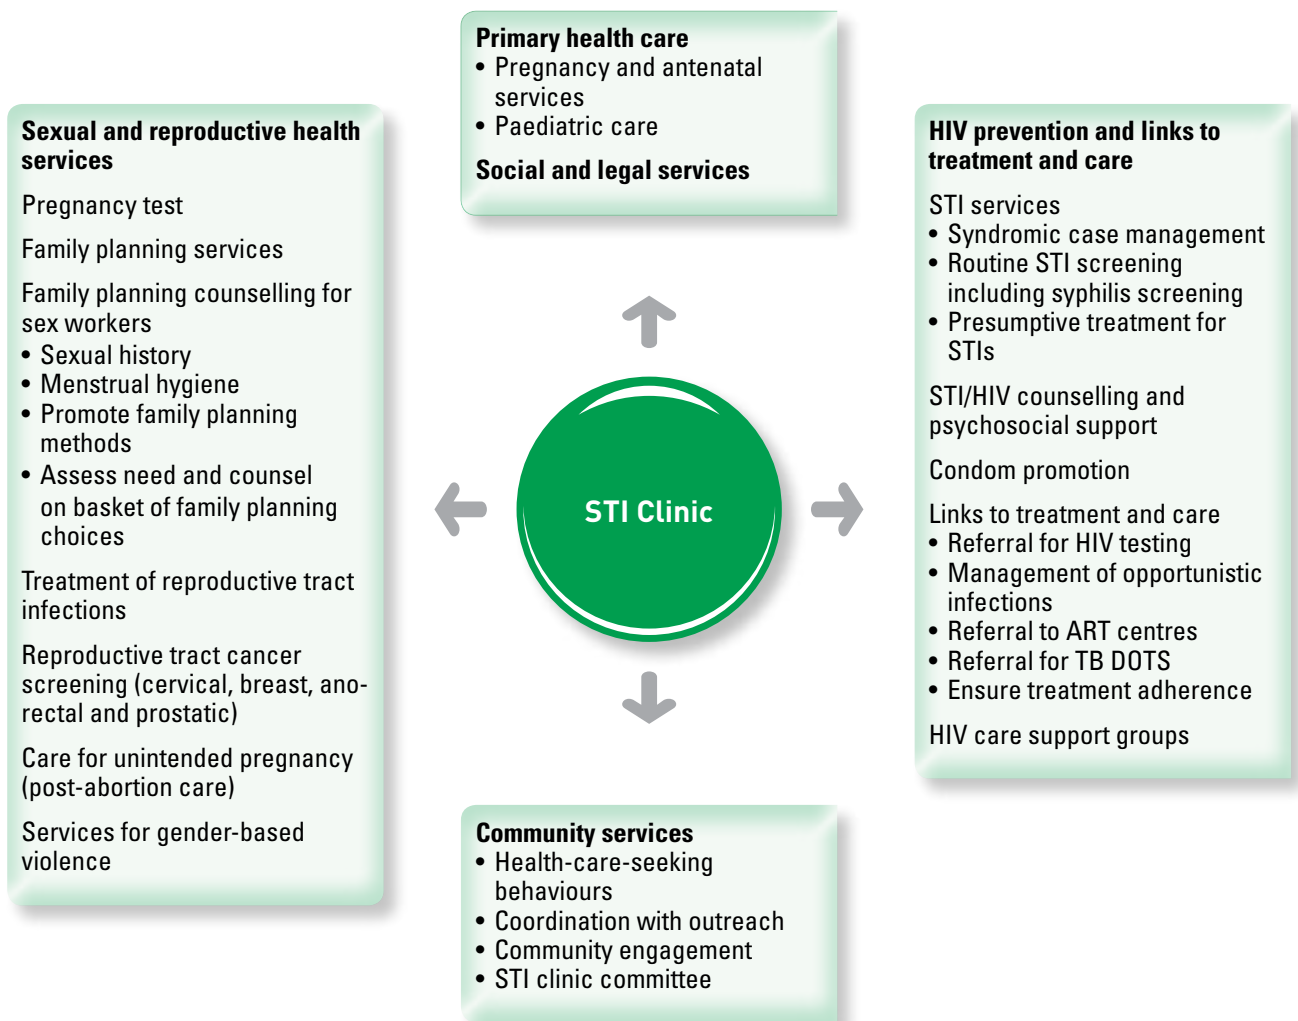 Primary health care
• Pregnancy and antenatal
services
• Paediatric care
Social and legal services
Sexual and reproductive health
services
Pregnancy test
Family planning services
Family planning counselling for
sex workers
• Sexual history
• Menstrual hygiene
• Promote family planning
methods
• Assess need and counsel
on basket of family planning
choices
Treatment of reproductive tract
infections
Reproductive tract cancer
screening (cervical, breast, ano-
rectal and prostatic)
Care for unintended pregnancy
(post-abortion care)
Services for gender-based
violence
STI Clinic
HIV prevention and links to
treatment and care
STI services
• Syndromic case management
• Routine STI screening
including syphilis screening
• Presumptive treatment for
STIs
STI/HIV counselling and
psychosocial support
Condom promotion
Links to treatment and care
• Referral for HIV testing
• Management of opportunistic
infections
• Referral to ART centres
• Referral for TB DOTS
• Ensure treatment adherence
HIV care support groups
Community services
• Health-care-seeking
behaviours
• Coordination with outreach
• Community engagement
• STI clinic committee